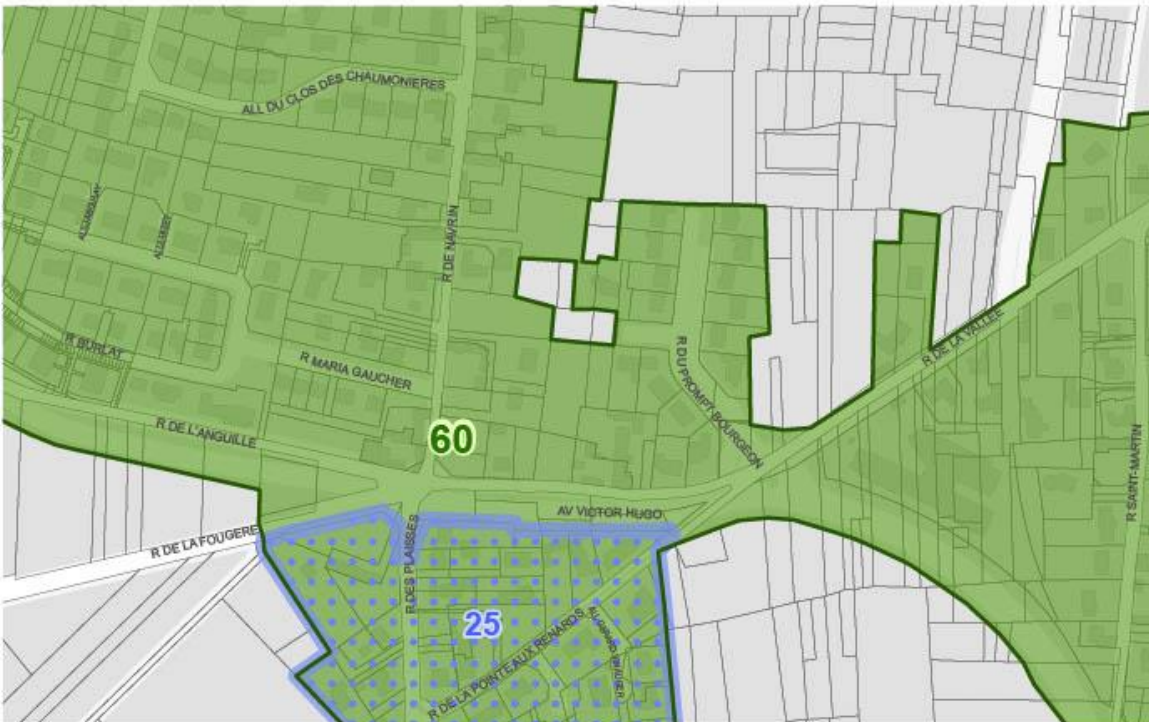 ALL DU CLOS DES CHAUMONIERES
R DE NAVRIN
R BURLAT
R MARIA GAUCHER
R DE L'ANGUILLE
60
R DU PROMPT BOURGEON
R DE LA VALLEE
R SAINT-MARTIN
AV VICTOR HUGO
R DE LA FOUGERE
R DES PLAISSES
25
R DE LA POINTE AUX RENARDS